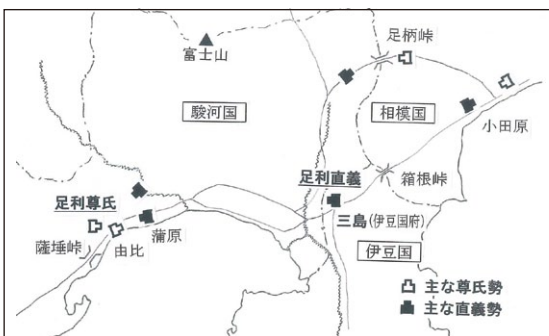 足柄峠
富士山
駿河国
相模国
小田原
足利直義
箱根峠
足利尊氏
三島(伊豆国府)
蒲原
薩埵峠
由比
伊豆国
主な尊氏勢
主な直義勢